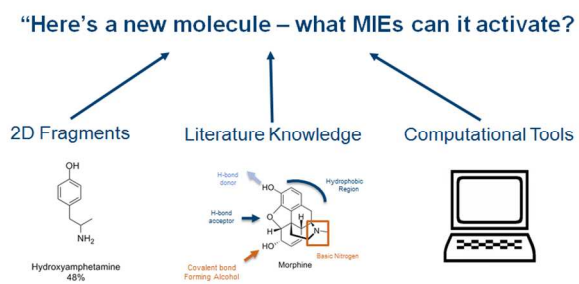 “Here’s a new molecule – what MIEs can it activate?
2D Fragments
Literature Knowledge
Computational Tools
OH
NH2
Hydroxyamphetamine
48%
H-bond
donor
HO
Hydrophobic
Region
H-bond
acceptor
O
H
H
N
HO
Basic Nitrogen
Covalent bond
Forming Alcohol
Morphine